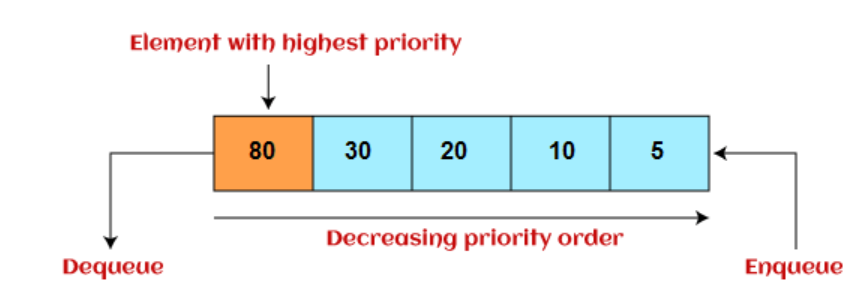 Element with highest priority
80 30 20 10 5
Decreasing priority order
Dequeue Enqueue